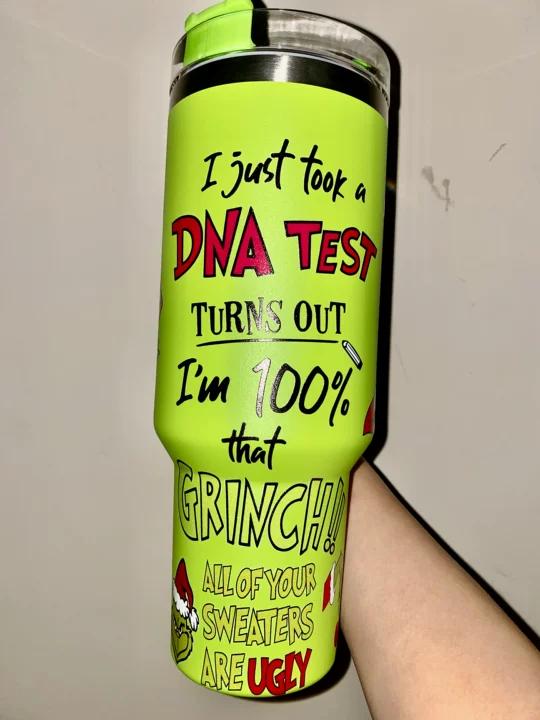 I just took a
DNA TEST
TURNS OUT
I'm 100%
that
GRINCH!!
ALL OF YOUR
SWEATERS
ARE UGLY